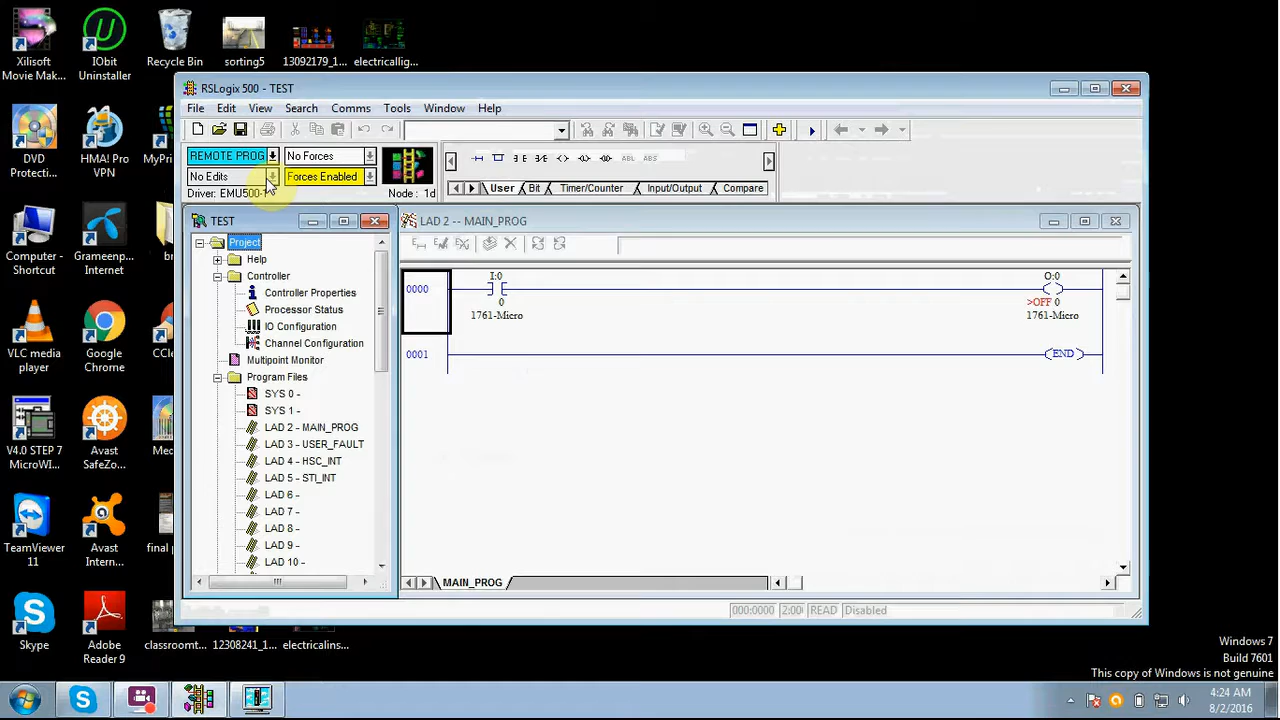 Xilisoft
Movie Mak...
IObit
Uninstaller
Recycle Bin
sorting5
13092179_1...
electricallig...
DVD
Protecti...
HMA! Pro
VPN
MyPri
Computer -
Shortcut
Grameenp...
Internet
br
VLC media
player
Google
Chrome
CCle
V4.0 STEP 7
MicroWI...
Avast
SafeZo...
Med
TeamViewer
11
Avast
Intern...
final p
Skype
Adobe
Reader 9
classroomt...
12308241_1...
electricalins...
RSLogix 500 - TEST
File Edit View Search Comms Tools Window Help
REMOTE PROG
No Forces
No Edits
Forces Enabled
Driver: EMU500-1
Node : 1d
ABL ABS
User Bit Timer/Counter Input/Output Compare
TEST
Project
Help
Controller
Controller Properties
Processor Status
IO Configuration
Channel Configuration
Multipoint Monitor
Program Files
SYS 0 -
SYS 1 -
LAD 2 - MAIN_PROG
LAD 3 - USER_FAULT
LAD 4 - HSC_INT
LAD 5 - STI_INT
LAD 6 -
LAD 7 -
LAD 8 -
LAD 9 -
LAD 10 -
LAD 2 -- MAIN_PROG
0000
I:0
0
1761-Micro
O:0
>OFF 0
1761-Micro
0001
END
MAIN_PROG
000:0000 2:00 READ Disabled
Windows 7
Build 7601
This copy of Windows is not genuine
4:24 AM
8/2/2016